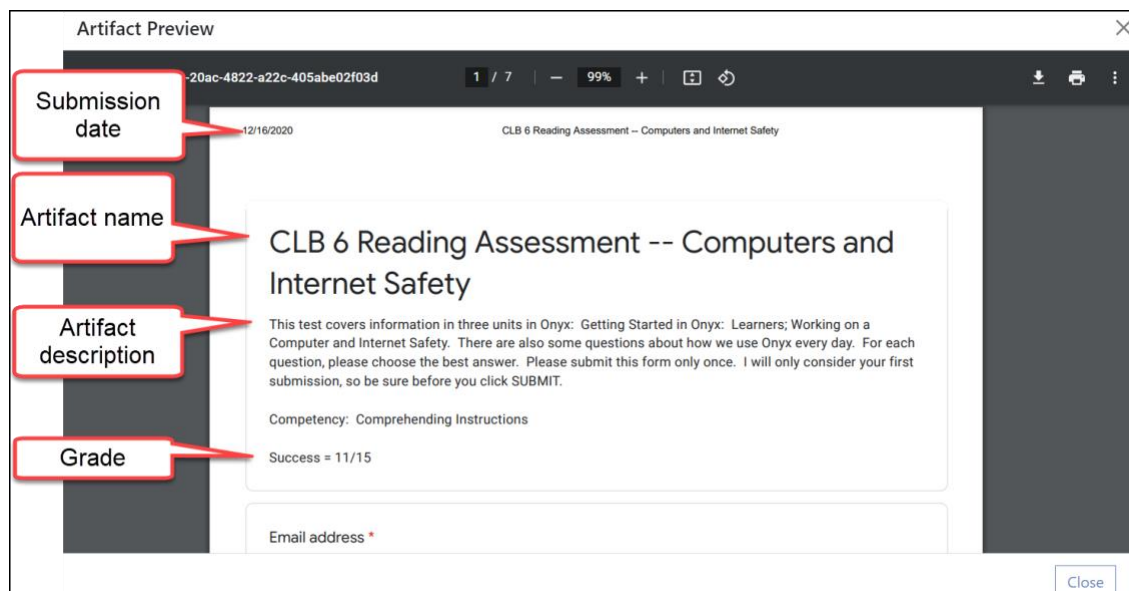 Artifact Preview
-20ac-4822-a22c-405abe02f03d 1 / 7 — 99% +
Submission
date
12/16/2020 CLB 6 Reading Assessment -- Computers and Internet Safety
Artifact name
CLB 6 Reading Assessment -- Computers and
Internet Safety
Artifact
description
This test covers information in three units in Onyx: Getting Started in Onyx: Learners; Working on a
Computer and Internet Safety. There are also some questions about how we use Onyx every day. For each
question, please choose the best answer. Please submit this form only once. I will only consider your first
submission, so be sure before you click SUBMIT.
Competency: Comprehending Instructions
Grade
Success = 11/15
Email address *
Close